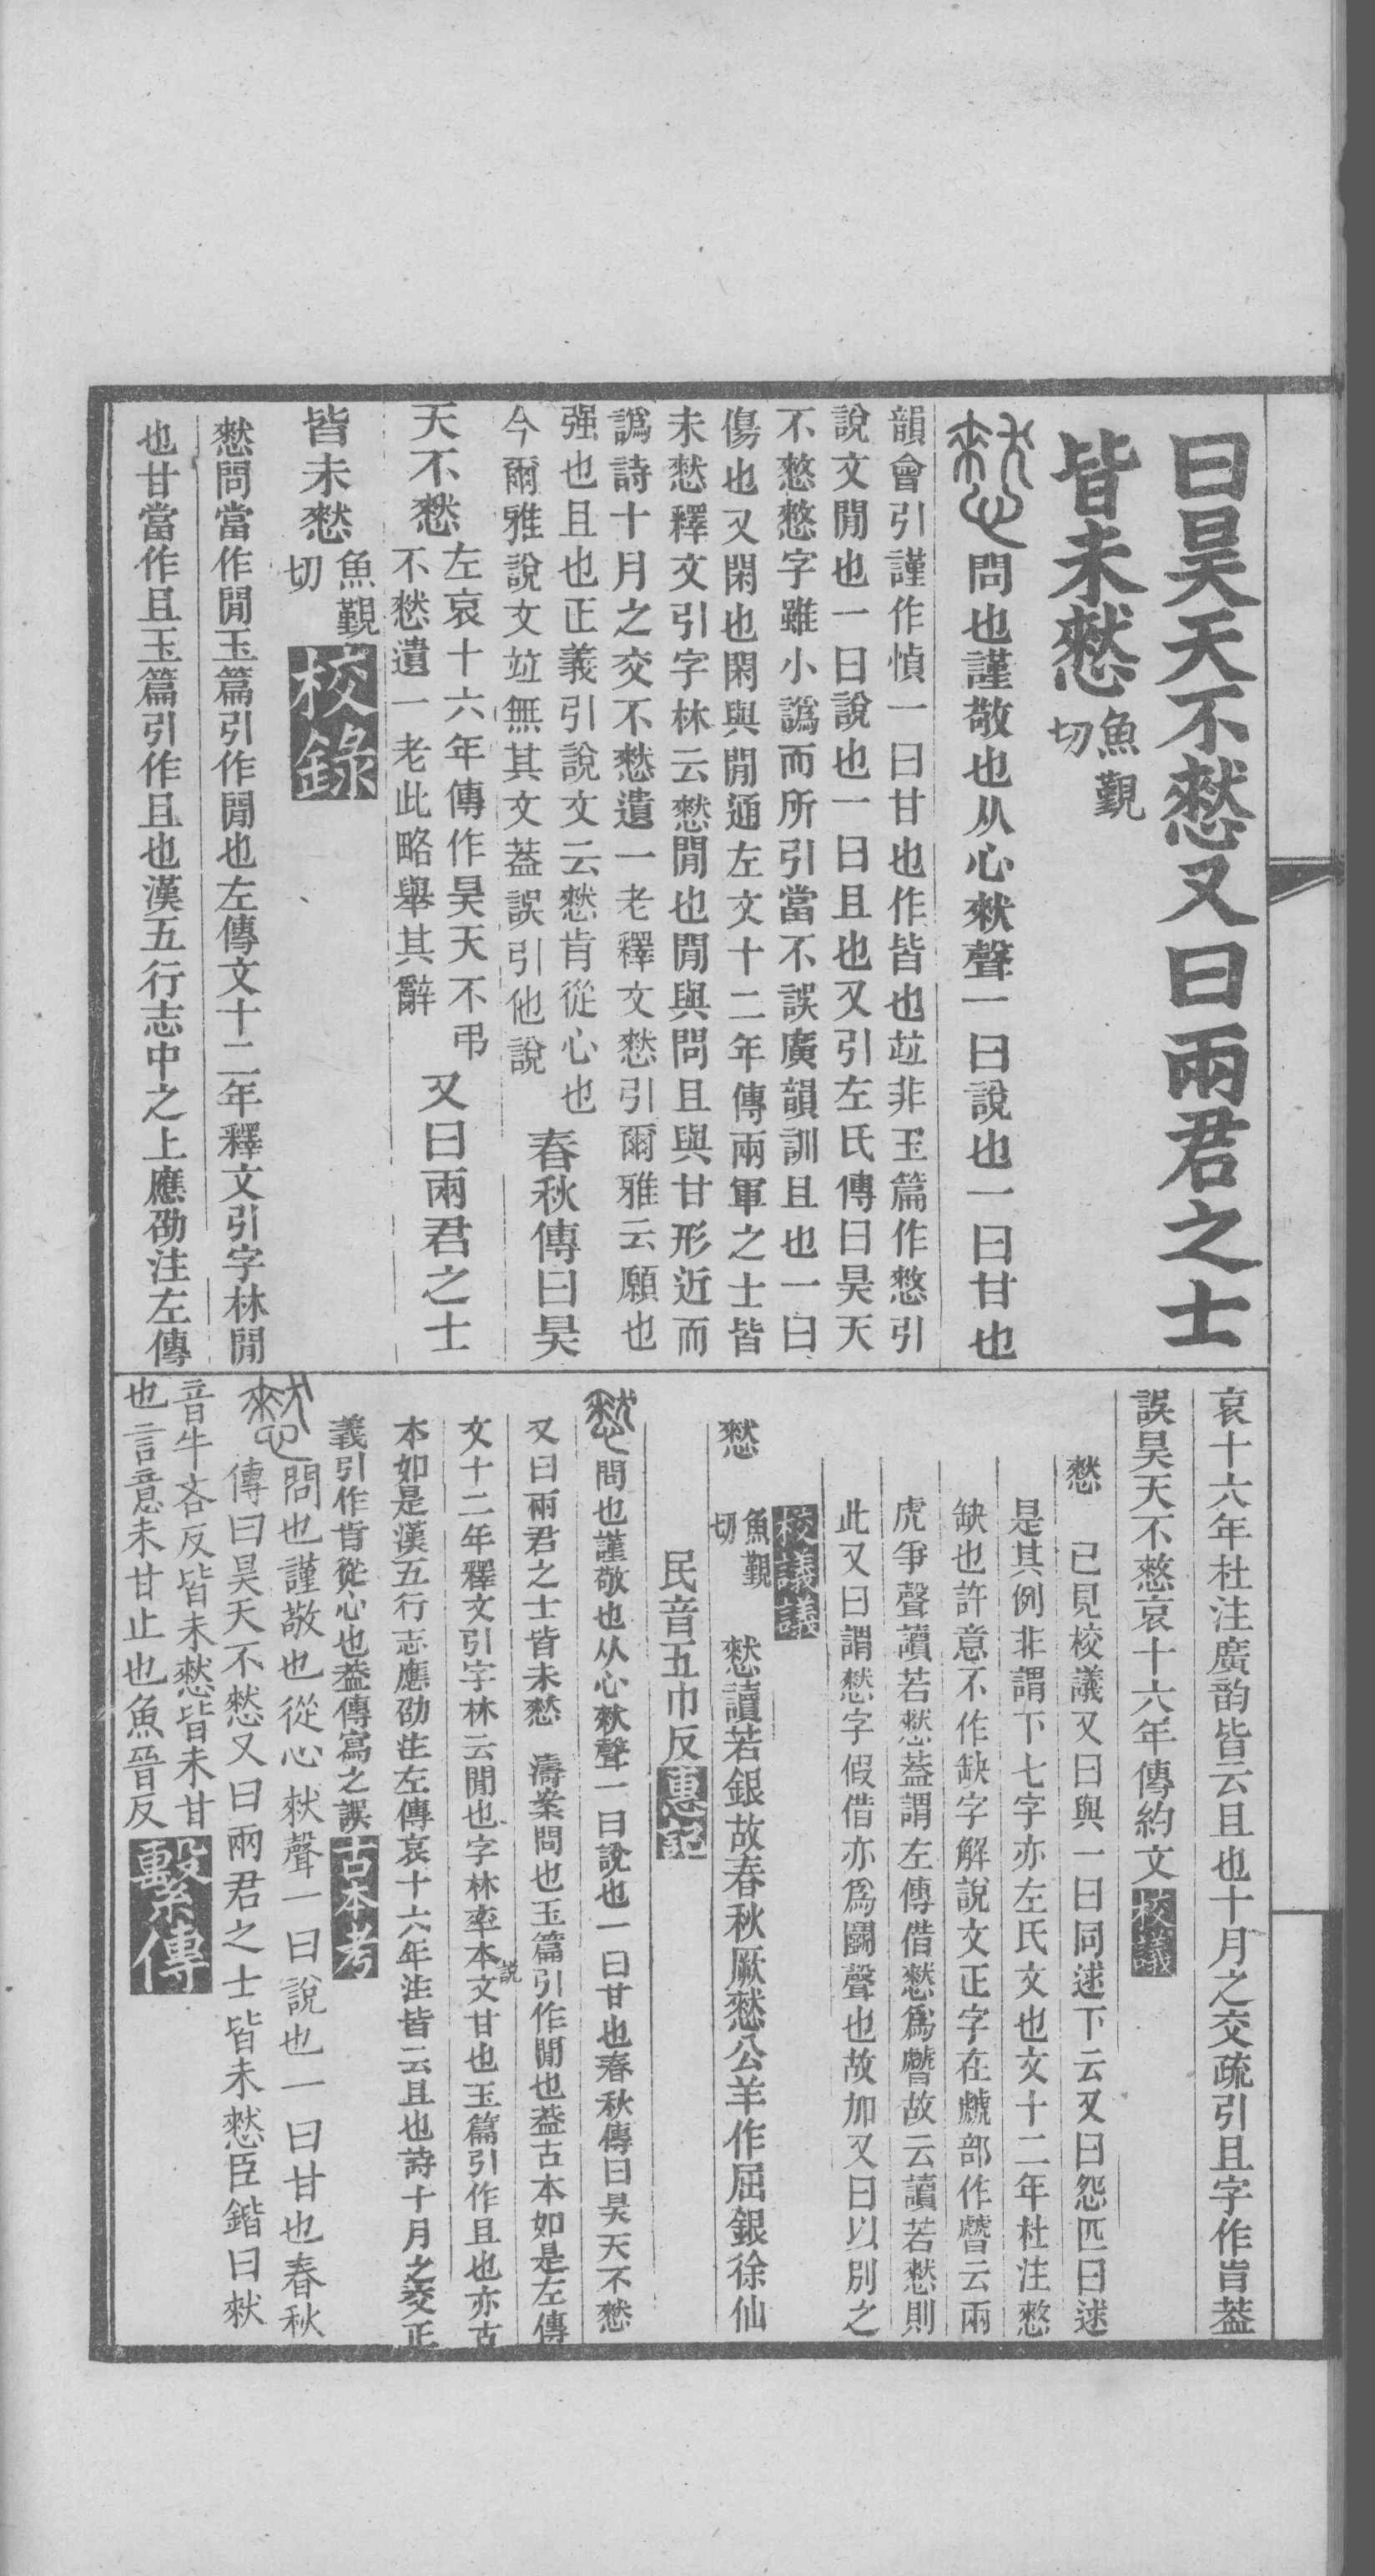 曰昊天不憖又曰兩君之士
皆未憖魚覲切
憖問也謹敬也从心猌聲一曰說也一曰甘也
韻會引謹作愼一曰甘也作皆也竝非玉篇作憖引
說文閒也一曰說也一曰且也又引左氏傳曰昊天
不憖憖字雖小譌而所引當不誤廣韻訓且也一曰
傷也又閑也閑與閒通左文十二年傳兩軍之士皆
未憖釋文引字林云憖閒也閒與問且與甘形近而
譌詩十月之交不憖遺一老釋文憖引爾雅云願也
强也且也正義引說文云憖肯從心也
今爾雅說文竝無其文蓋誤引他說
春秋傳曰昊
天不憖
左哀十六年傳作昊天不弔
不憖遺一老此略舉其辭
又曰兩君之士
皆未憖魚覲切校錄
憖問當作閒玉篇引作閒也左傳文十二年釋文引字林閒
也甘當作且玉篇引作且也漢五行志中之上應劭注左傳
哀十六年杜注廣韵皆云且也十月之交疏引且字作肯葢
誤昊天不憖哀十六年傳約文校議
憖 已見校議又曰與一曰同逑下云又曰怨匹曰逑
是其例非謂下七字亦左氏文也文十二年杜注憖
缺也許意不作缺字解說文正字在虤部作𧮒云兩
虎爭聲讀若憖葢謂左傳借憖爲𧮒故云讀若憖則
此又曰謂憖字假借亦爲鬭聲也故加又曰以別之
校議議
憖魚覲切 憖讀若銀故春秋厥憖公羊作屈銀徐仙
民音五巾反惠記
憖問也謹敬也从心猌聲一曰說也一曰甘也春秋傳曰昊天不憖
又曰兩君之士皆未憖 濤案問也玉篇引作閒也葢古本如是左傳
文十二年釋文引字林云閒也字林率本說文甘也玉篇引作且也亦古
本如是漢五行志應劭注左傳哀十六年注皆云且也詩十月之交正
義引作肯從心也葢傳寫之誤古本考
憖問也謹敬也從心猌聲一曰說也一曰甘也春秋
傳曰昊天不憖又曰兩君之士皆未憖臣鍇曰猌
音牛吝反皆未憖皆未甘
也言意未甘止也魚晉反
繫傳